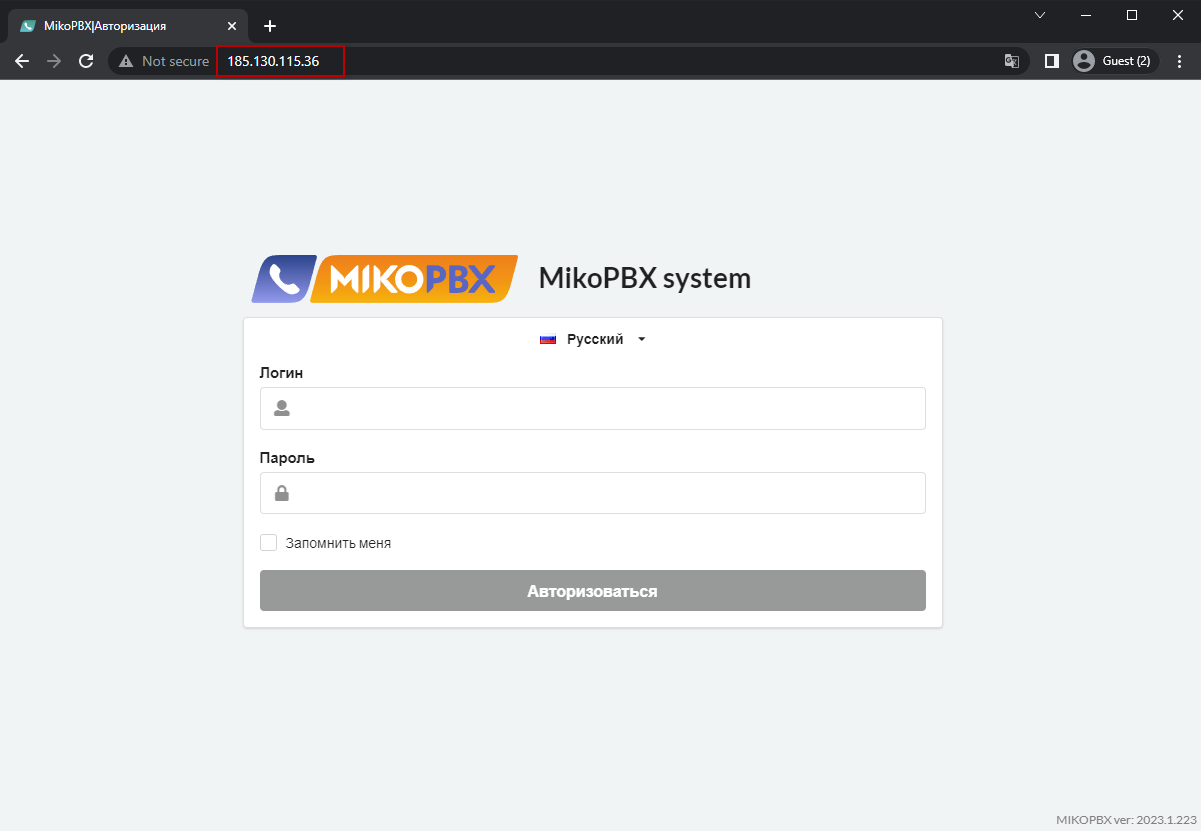 MikoPBX|Авторизация
Not secure 185.130.115.36
Guest (2)
MIKOPBX MikoPBX system
Русский
Логин
Пароль
Запомнить меня
Авторизоваться
MIKOPBX ver: 2023.1.223